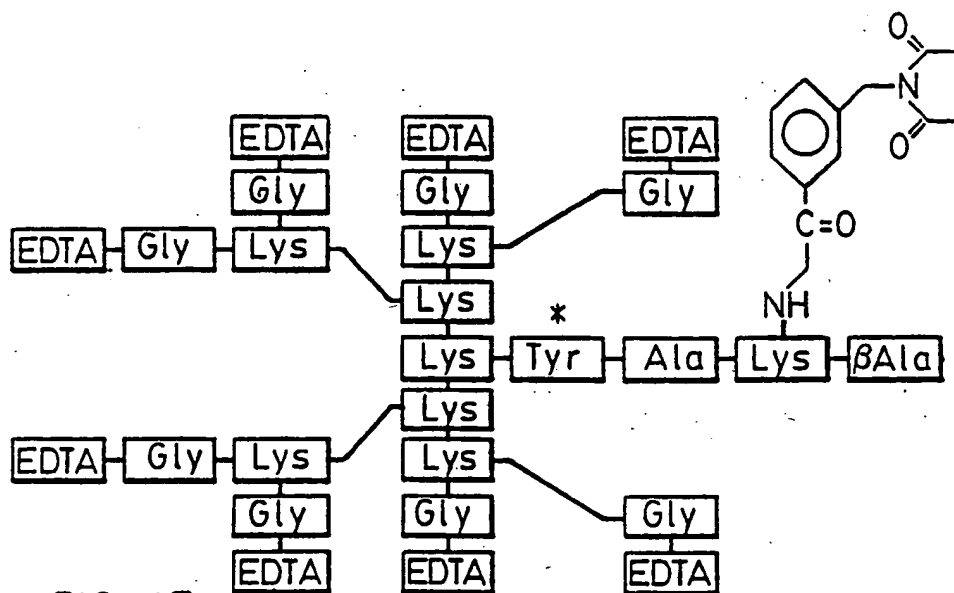 O
N
O
EDTA EDTA EDTA
Gly Gly Gly
C=O
EDTA Gly Lys Lys
Lys
NH
*
Lys Tyr Ala Lys βAla
Lys
EDTA Gly Lys Lys
Gly Gly Gly
EDTA EDTA EDTA